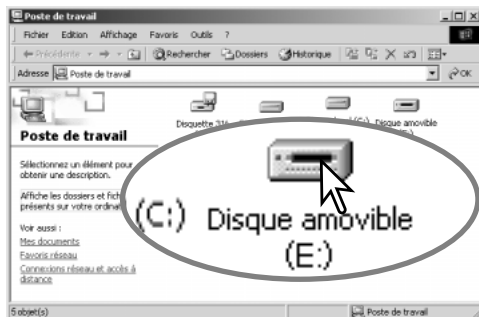 Poste de travail
Fichier Edition Affichage Favoris Outils ?
Précédente Rechercher Dossiers Historique
Adresse Poste de travail OK
Disquette 3½ (C:) Disque amovible
Poste de travail
Sélectionnez un élément pour
obtenir une description.
Affiche les dossiers et fich
présents sur votre ordina
Voir aussi :
Mes documents
Favoris réseau
Connexions réseau et accès à
distance
(C:) Disque amovible
(E:)
5 objet(s) Poste de travail